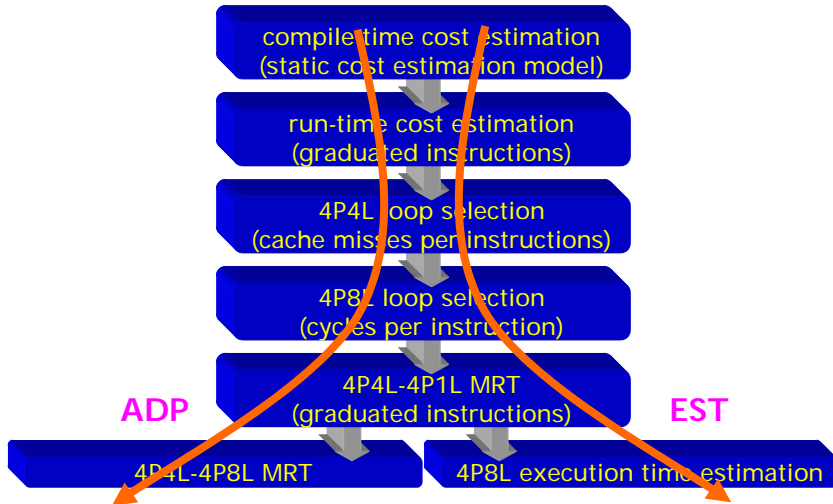 compile time cost estimation
(static cost estimation model)
run-time cost estimation
(graduated instructions)
4P4L loop selection
(cache misses per instructions)
4P8L loop selection
(cycles per instruction)
4P4L-4P1L MRT
(graduated instructions)
ADP
EST
4P4L-4P8L MRT
4P8L execution time estimation